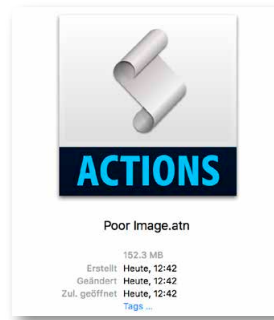 ACTIONS
Poor Image.atn
152.3 MB
Erstellt Heute, 12:42
Geändert Heute, 12:42
Zul. geöffnet Heute, 12:42
Tags ...